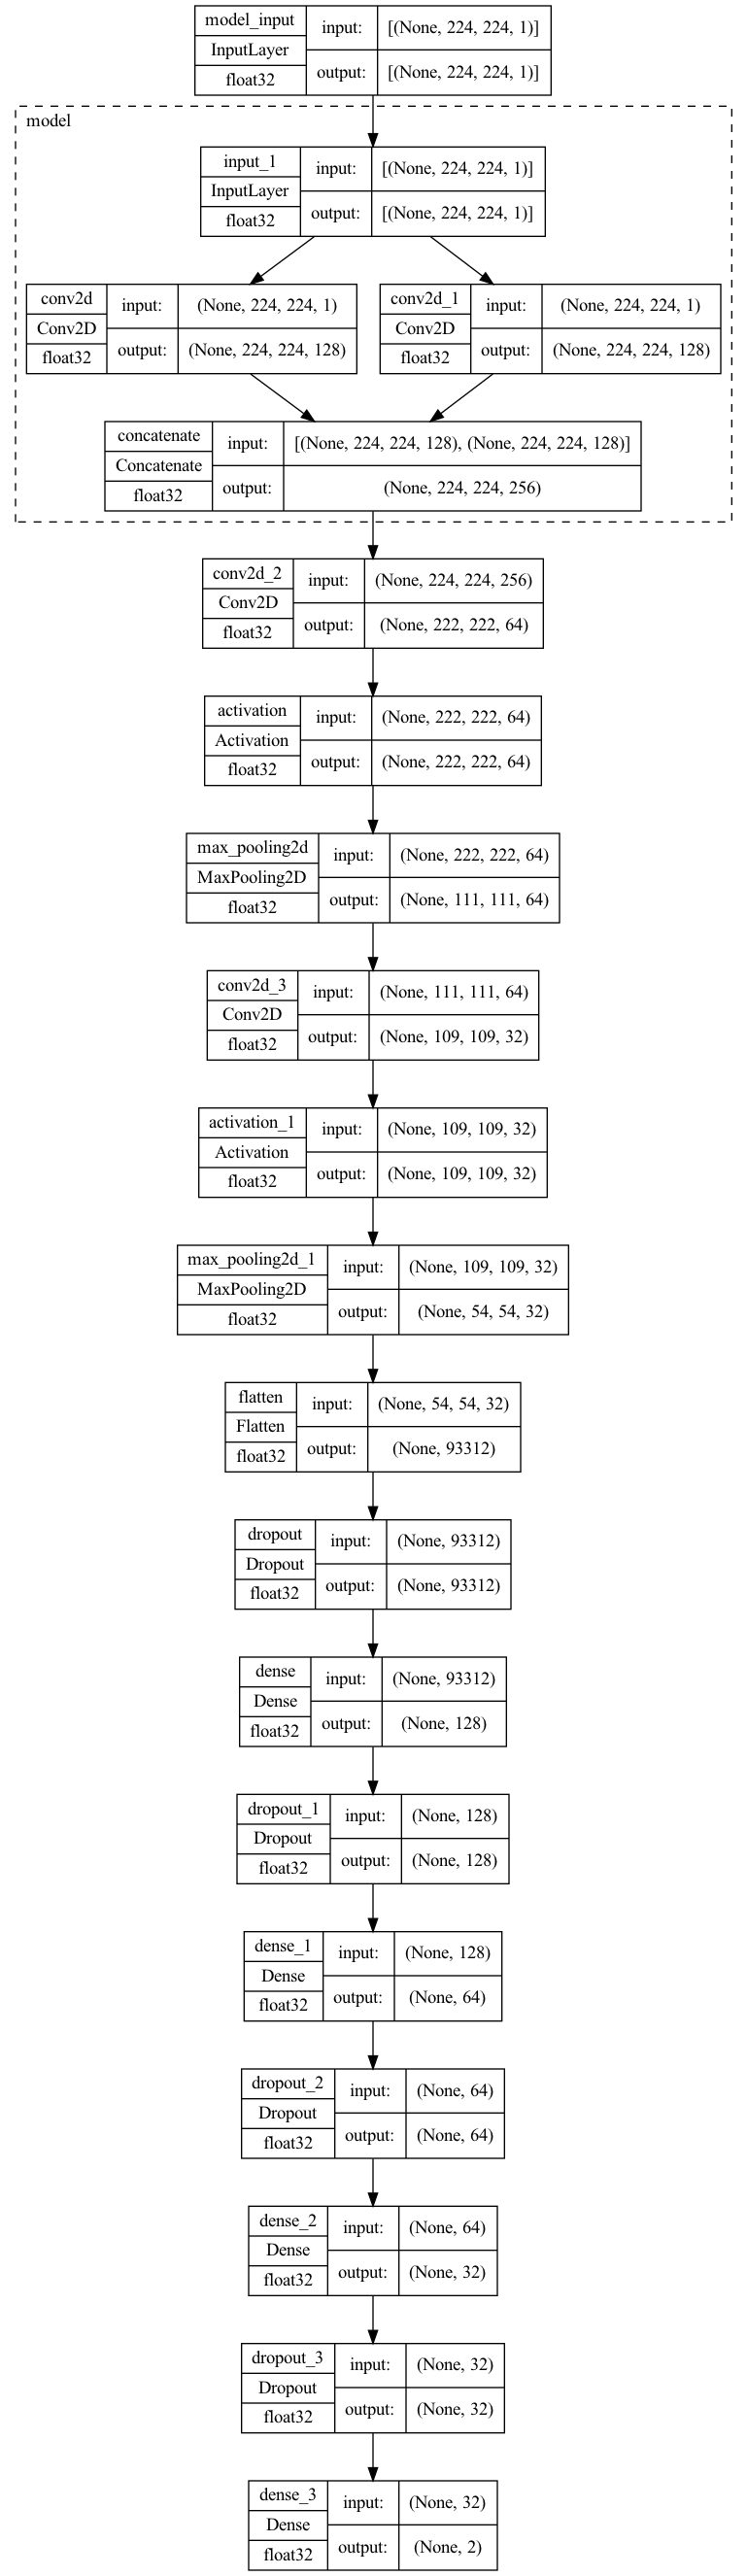 model_input
InputLayer
float32
input:
[(None, 224, 224, 1)]
output:
[(None, 224, 224, 1)]
model
input_1
InputLayer
float32
input:
[(None, 224, 224, 1)]
output:
[(None, 224, 224, 1)]
conv2d
Conv2D
float32
input:
(None, 224, 224, 1)
output:
(None, 224, 224, 128)
conv2d_1
Conv2D
float32
input:
(None, 224, 224, 1)
output:
(None, 224, 224, 128)
concatenate
Concatenate
float32
input:
[(None, 224, 224, 128), (None, 224, 224, 128)]
output:
(None, 224, 224, 256)
conv2d_2
Conv2D
float32
input:
(None, 224, 224, 256)
output:
(None, 222, 222, 64)
activation
Activation
float32
input:
(None, 222, 222, 64)
output:
(None, 222, 222, 64)
max_pooling2d
MaxPooling2D
float32
input:
(None, 222, 222, 64)
output:
(None, 111, 111, 64)
conv2d_3
Conv2D
float32
input:
(None, 111, 111, 64)
output:
(None, 109, 109, 32)
activation_1
Activation
float32
input:
(None, 109, 109, 32)
output:
(None, 109, 109, 32)
max_pooling2d_1
MaxPooling2D
float32
input:
(None, 109, 109, 32)
output:
(None, 54, 54, 32)
flatten
Flatten
float32
input:
(None, 54, 54, 32)
output:
(None, 93312)
dropout
Dropout
float32
input:
(None, 93312)
output:
(None, 93312)
dense
Dense
float32
input:
(None, 93312)
output:
(None, 128)
dropout_1
Dropout
float32
input:
(None, 128)
output:
(None, 128)
dense_1
Dense
float32
input:
(None, 128)
output:
(None, 64)
dropout_2
Dropout
float32
input:
(None, 64)
output:
(None, 64)
dense_2
Dense
float32
input:
(None, 64)
output:
(None, 32)
dropout_3
Dropout
float32
input:
(None, 32)
output:
(None, 32)
dense_3
Dense
float32
input:
(None, 32)
output:
(None, 2)